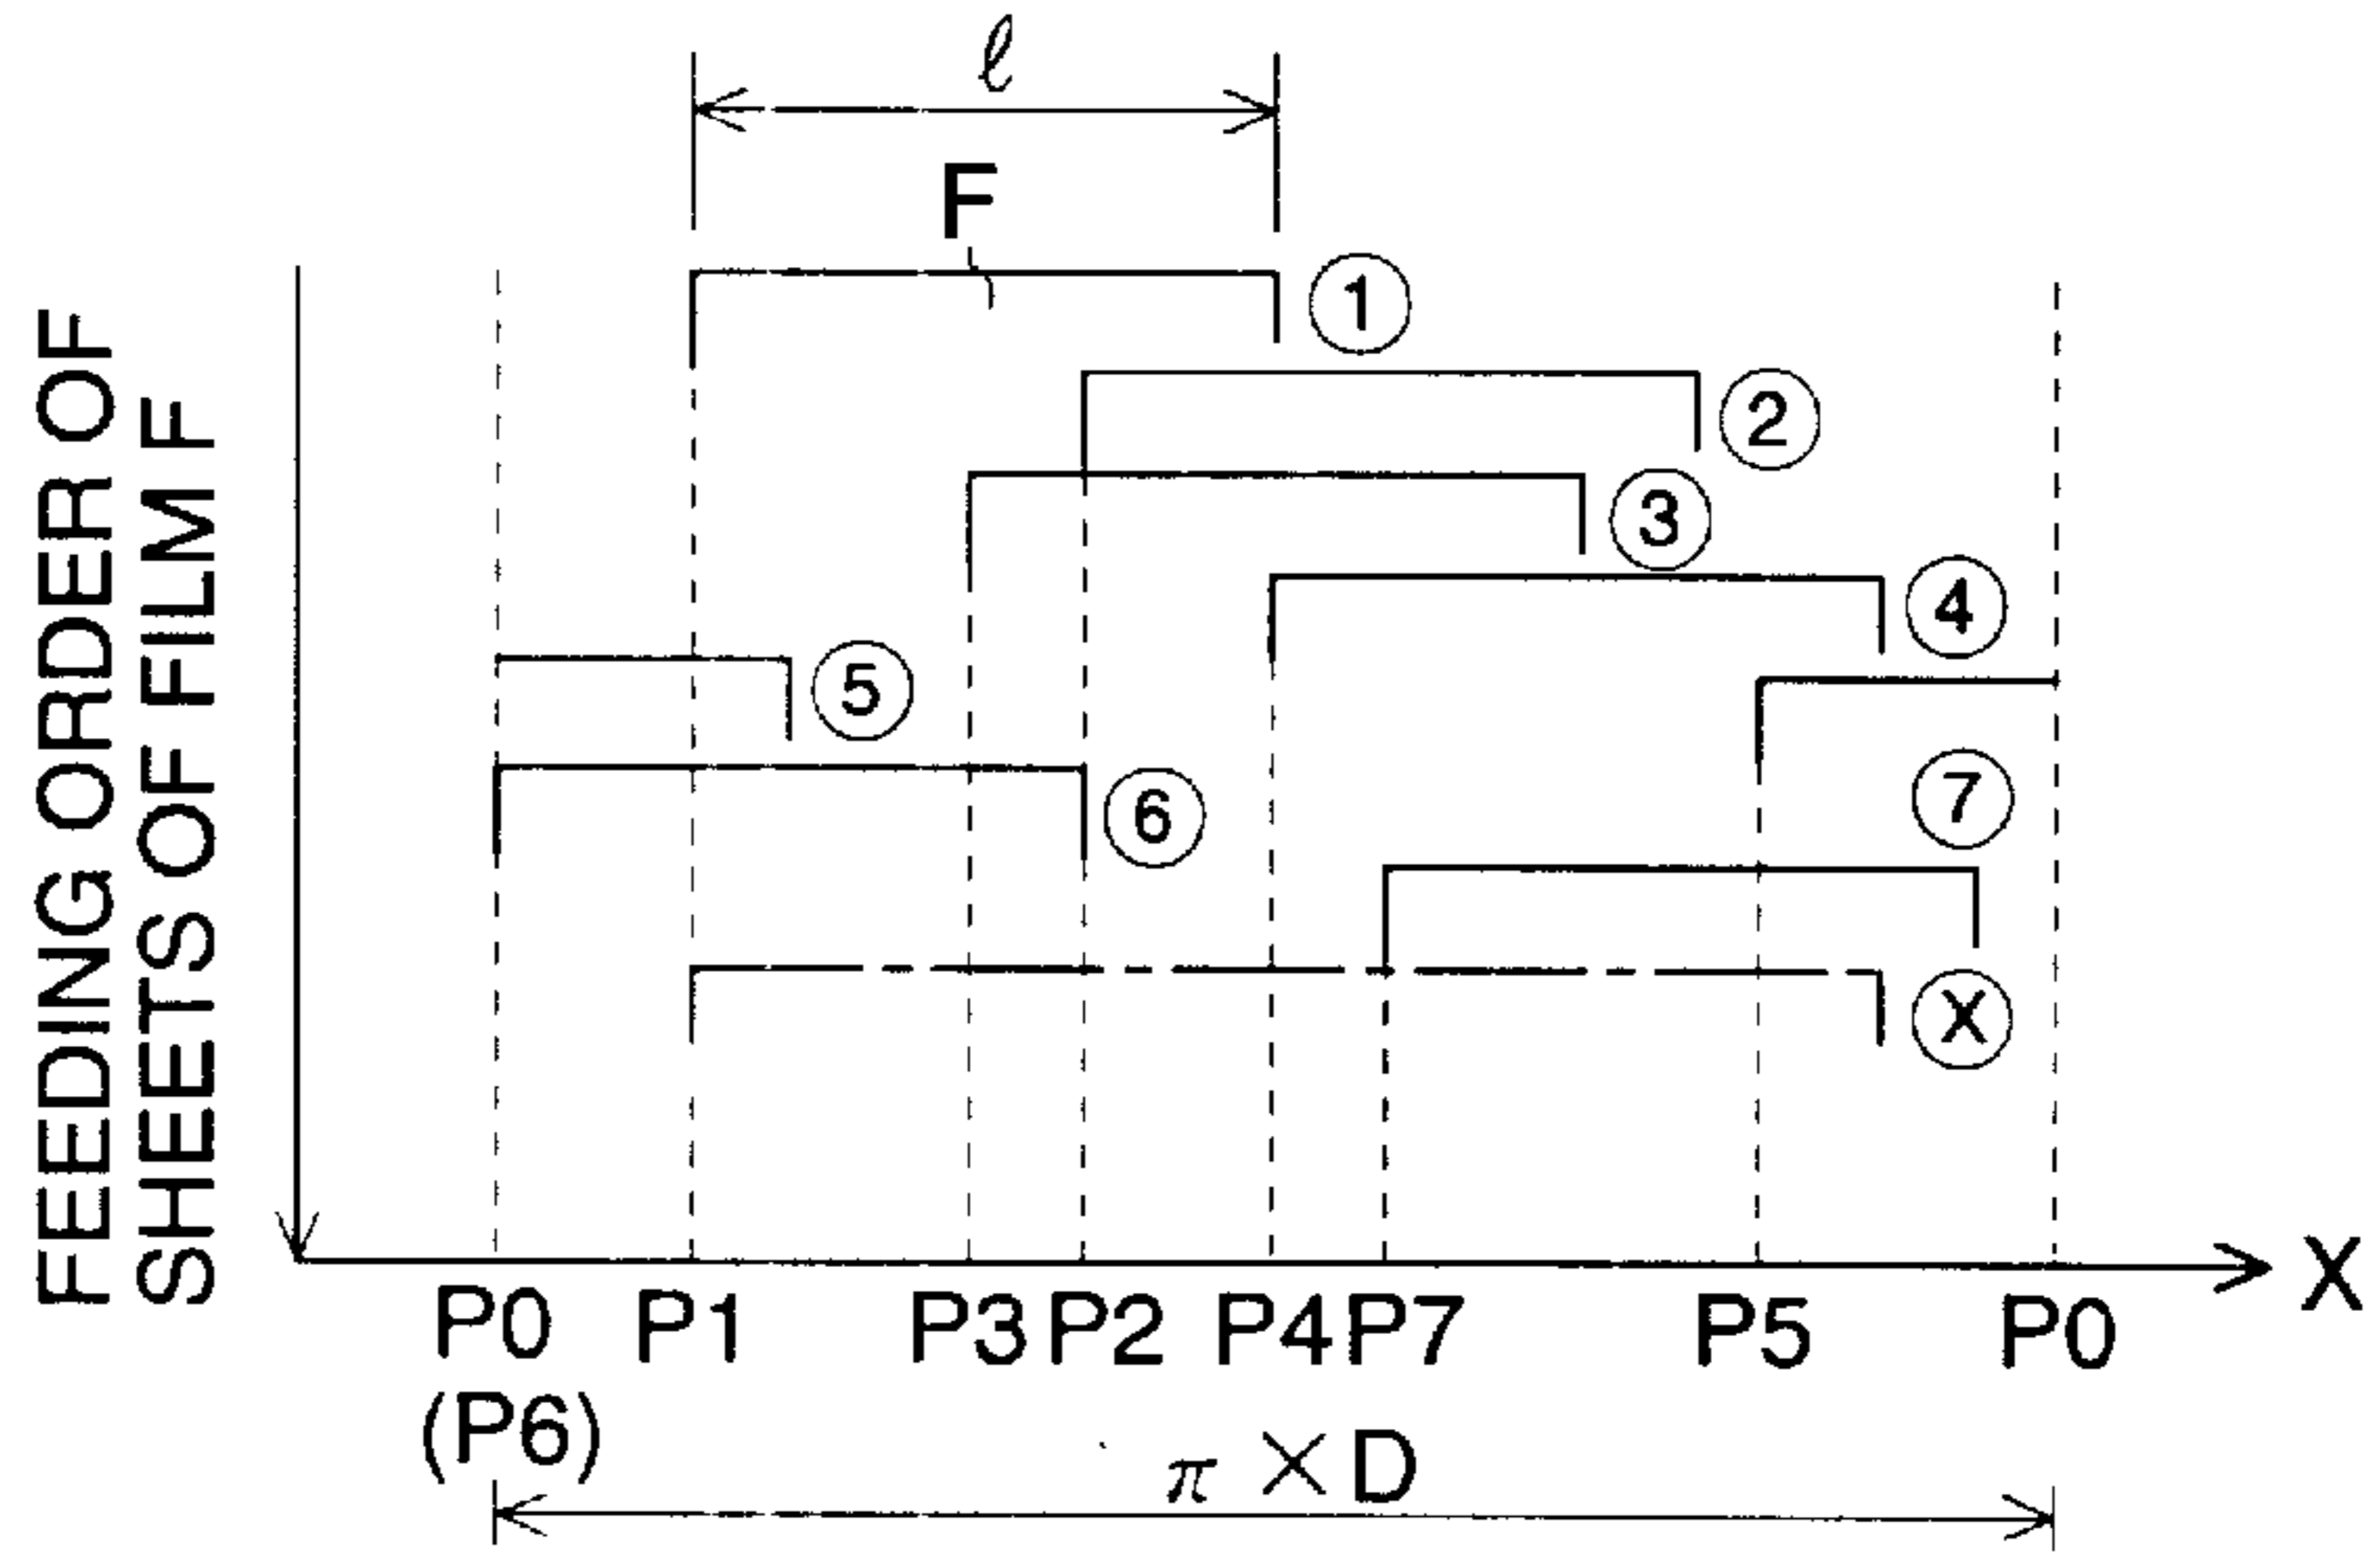 ℓ
F
①
②
③
④
⑤
⑥
⑦
Ⓧ
FEEDING ORDER OF
SHEETS OF FILM F
X
P0 P1 P3 P2 P4 P7 P5 P0
(P6)
π × D